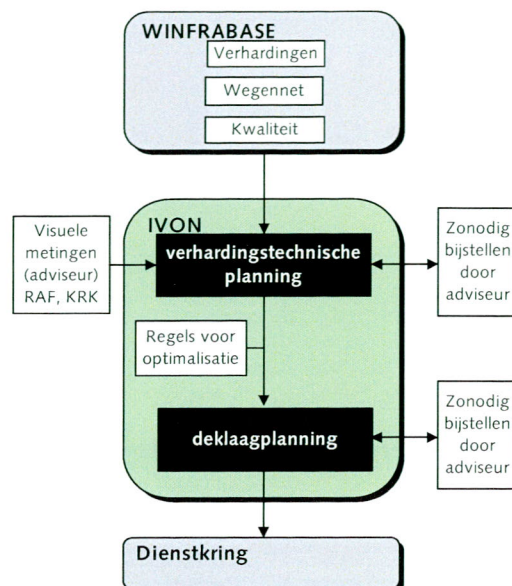 WINFRABASE
Verhardingen
Wegennet
Kwaliteit
IVON
Visuele
metingen
(adviseur)
RAF, KRK
verhardingstechnische
planning
Zonodig
bijstellen
door
adviseur
Regels voor
optimalisatie
deklaagplanning
Zonodig
bijstellen
door
adviseur
Dienstkring